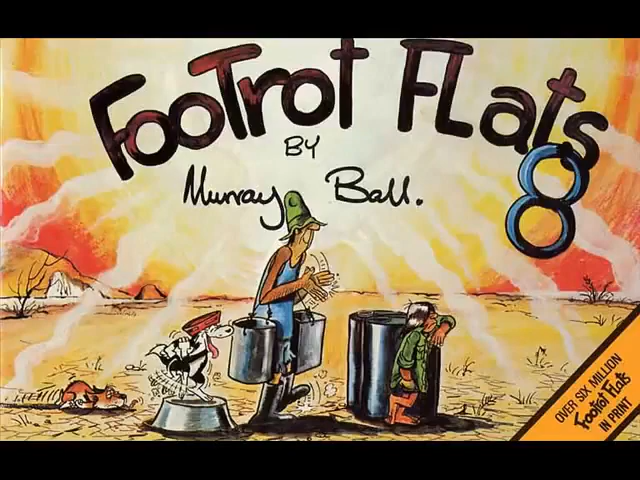 FooTrot FLats
BY
Murray Ball.
8
OVER SIX MILLION
FooTroT FLaTs
IN PRINT